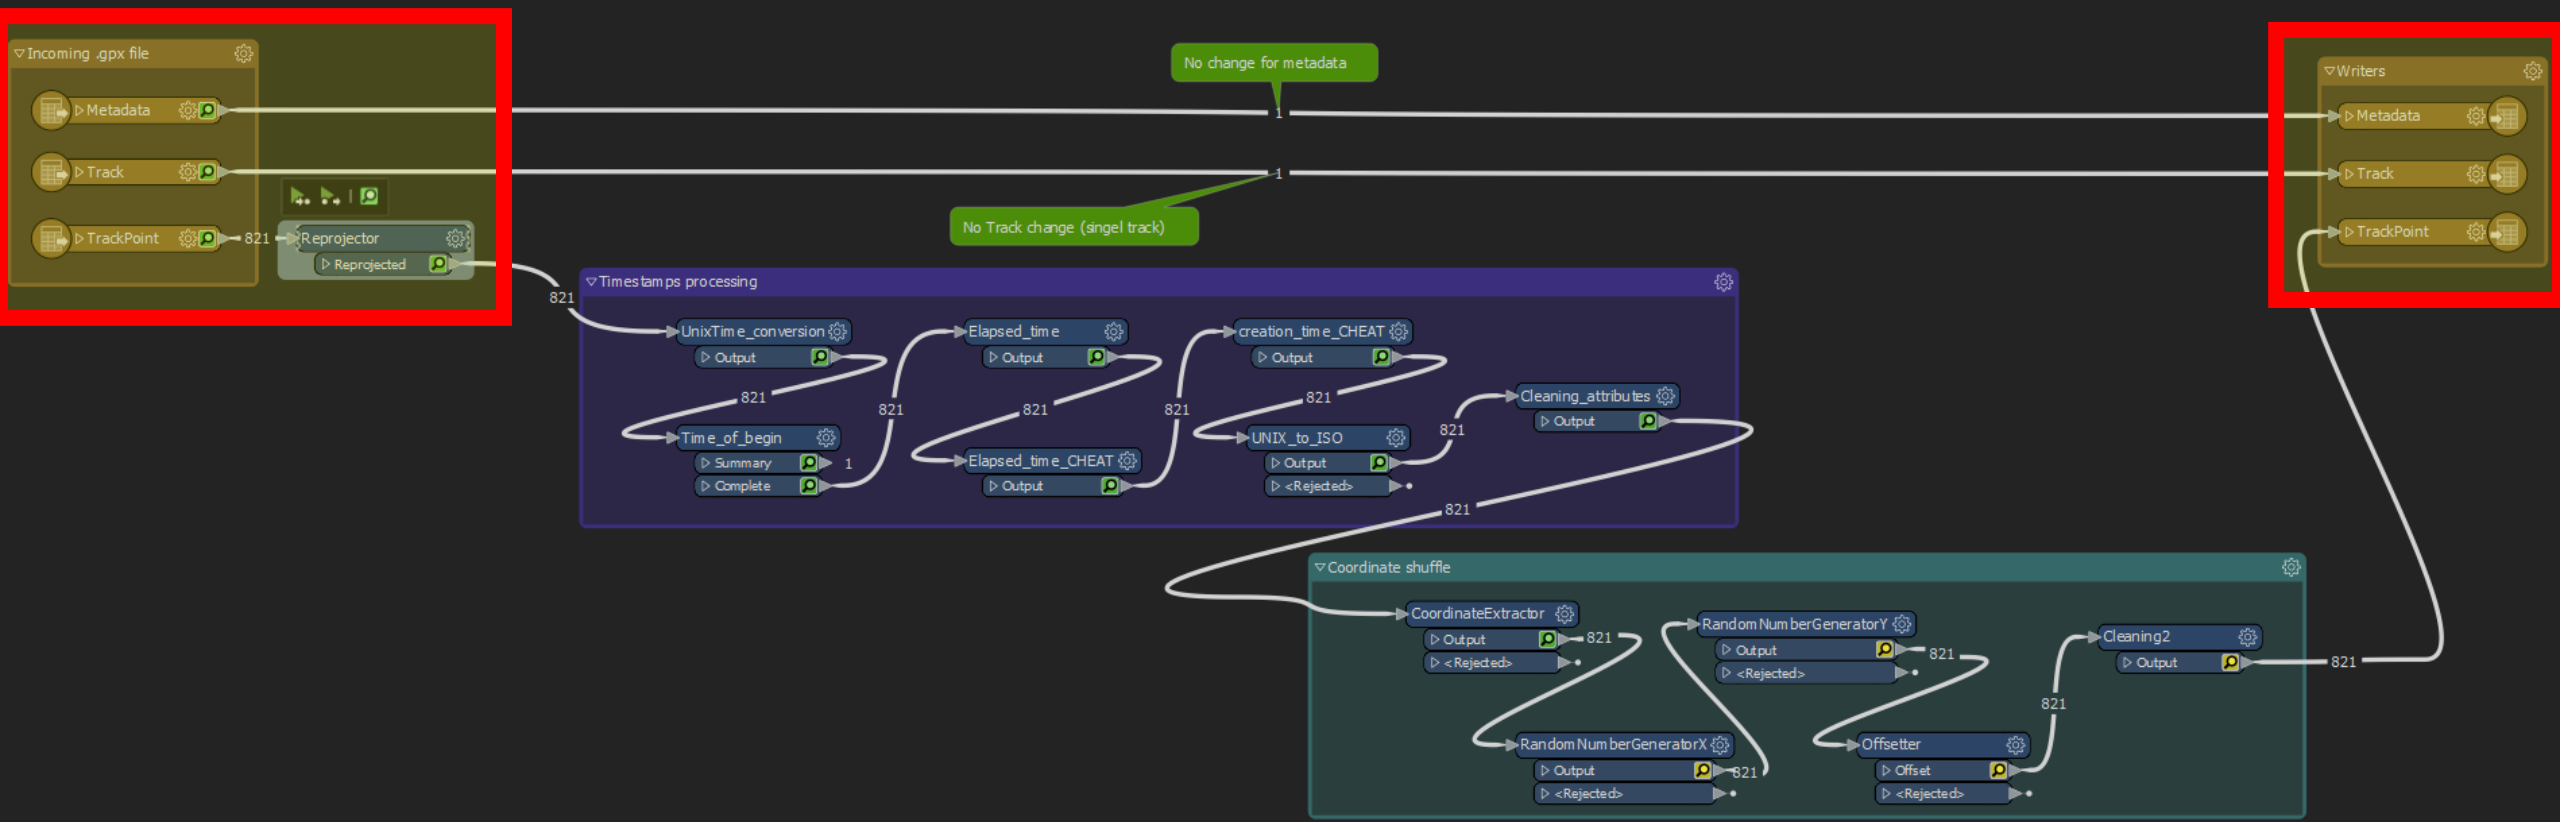 Incoming .gpx file
Metadata
Track
TrackPoint
821
Reprojector
Reprojected
821
No change for metadata
1
1
No Track change (singel track)
Writers
Metadata
Track
TrackPoint
Timestamps processing
UnixTime_conversion
Output
821
Time_of_begin
Summary
1
Complete
821
Elapsed_time
Output
821
Elapsed_time_CHEAT
Output
821
creation_time_CHEAT
Output
821
UNIX_to_ISO
Output
<Rejected>
821
Cleaning_attributes
Output
821
Coordinate shuffle
CoordinateExtractor
Output
821
<Rejected>
RandomNumberGeneratorX
Output
821
<Rejected>
RandomNumberGeneratorY
Output
821
<Rejected>
Offsetter
Offset
<Rejected>
821
Cleaning2
Output
821